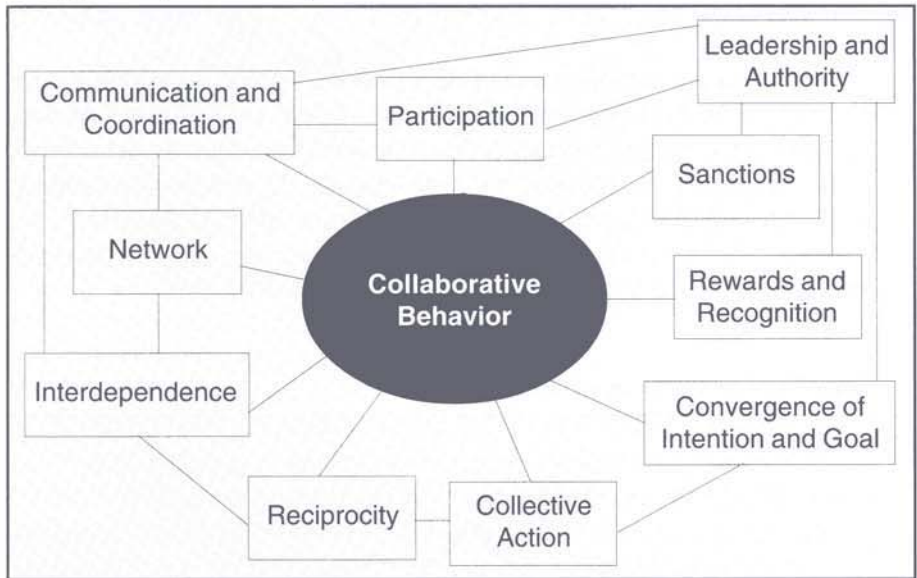 Leadership and
Authority
Communication and
Coordination
Participation
Sanctions
Network
Collaborative
Behavior
Rewards and
Recognition
Interdependence
Convergence of
Intention and Goal
Reciprocity
Collective
Action